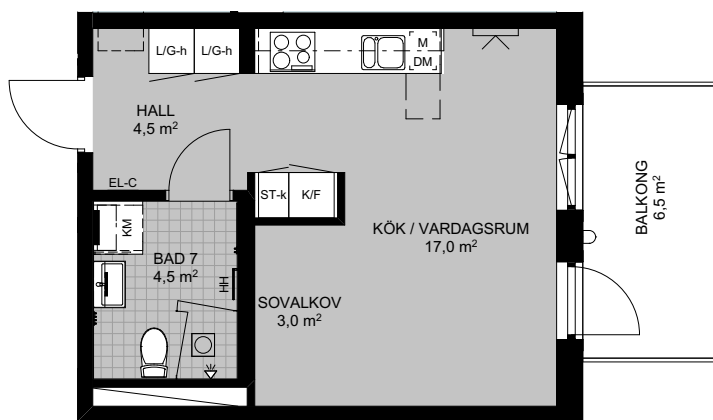 L/G-h
L/G-h
M
DM
HALL
4,5 m²
EL-C
ST-k
K/F
KÖK / VARDAGSRUM
17,0 m²
BALKONG
6,5 m²
KM
BAD 7
4,5 m²
HH
SOVALKOV
3,0 m²